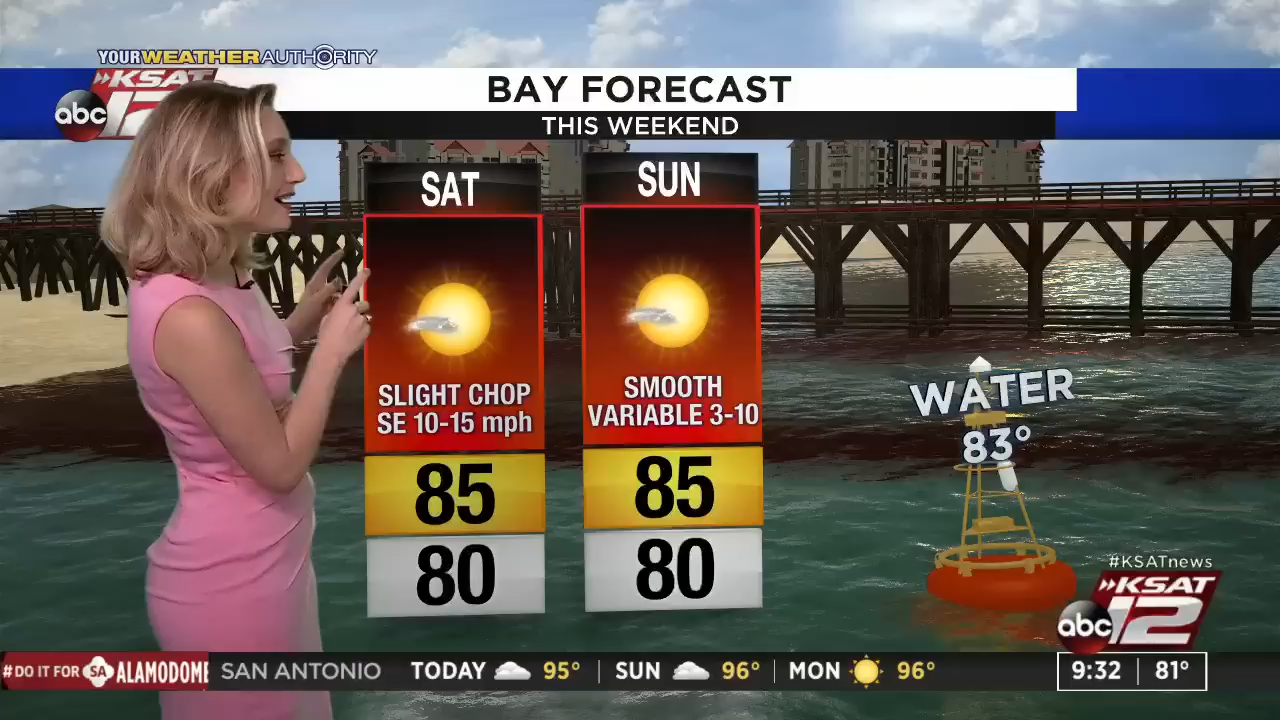 YOURWEATHERAUTHORITY
KSAT
abc 12
BAY FORECAST
THIS WEEKEND
SAT
SLIGHT CHOP
SE 10-15 mph
85
80
SUN
SMOOTH
VARIABLE 3-10
85
80
WATER
83°
#KSATnews
KSAT
abc 12
#DO IT FOR SA ALAMODOME
SAN ANTONIO TODAY 95° SUN 96° MON 96°
9:32 81°